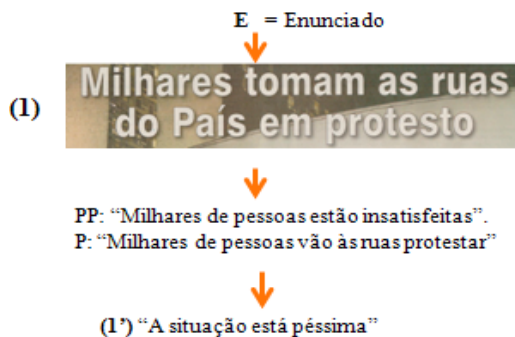 E = Enunciado
(1)
Milhares tomam as ruas
do País em protesto
PP: “Milhares de pessoas estão insatisfeitas”.
P: “Milhares de pessoas vão às ruas protestar”
(1’) “A situação está péssima”